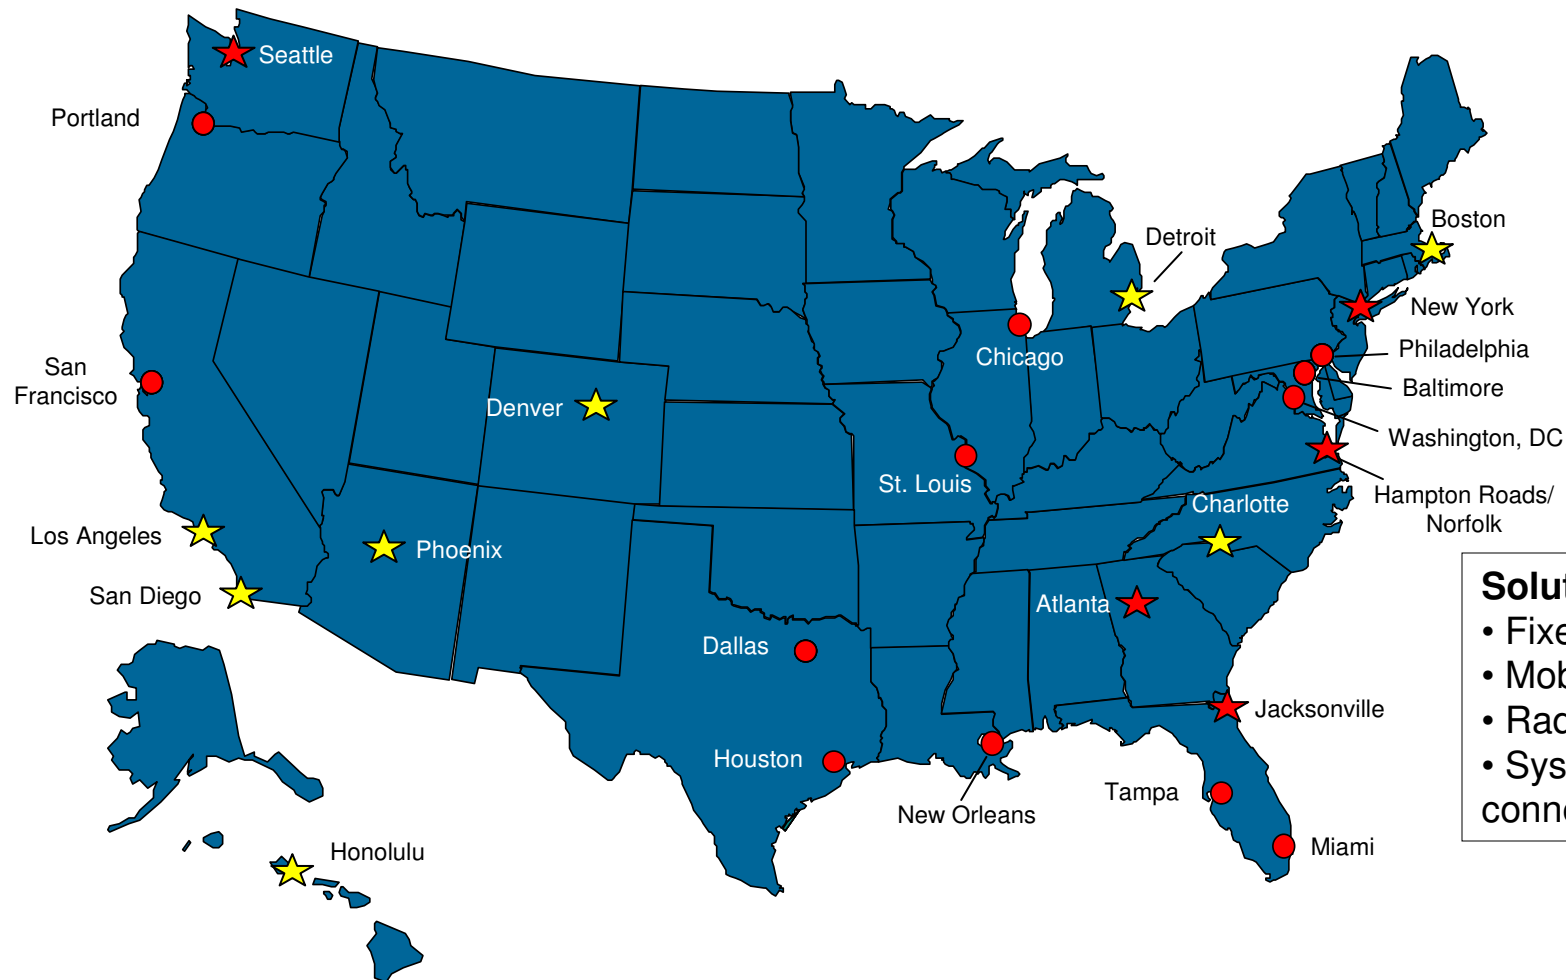 Seattle
Portland
Boston
Detroit
New York
Philadelphia
Chicago
San
Francisco
Baltimore
Denver
Washington, DC
St. Louis
Hampton Roads/
Norfolk
Charlotte
Los Angeles
Phoenix
San Diego
Atlanta
Dallas
Jacksonville
Houston
Tampa
New Orleans
Miami
Honolulu
• 
• 
• 
•